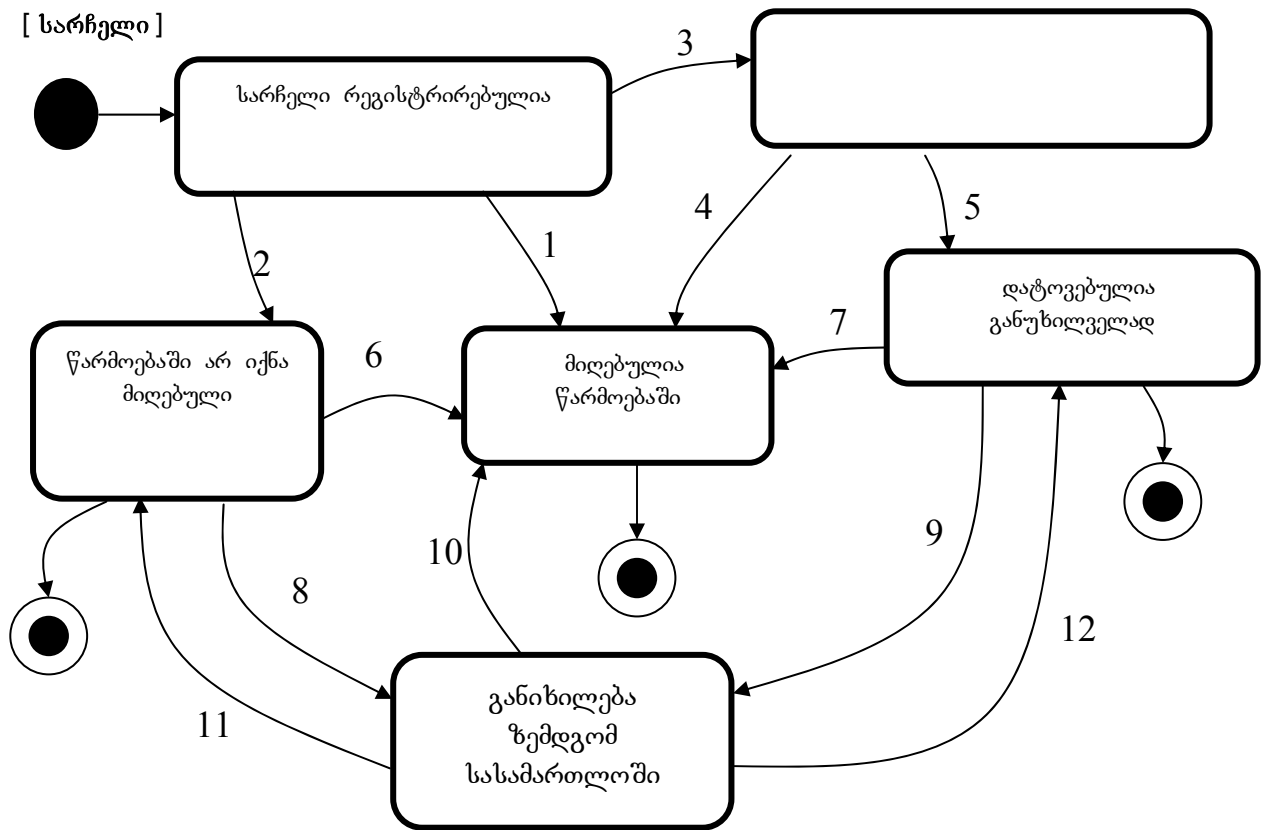 [ სარჩელი ]
სარჩელი რეგისტრირებულია
3
4
5
1
2
დატოვებულია
განუხილველად
7
წარმოებაში არ იქნა
მიღებული
6
მიღებულია
წარმოებაში
9
10
8
12
11
განიხილება
ზემდგომ
სასამართლოში